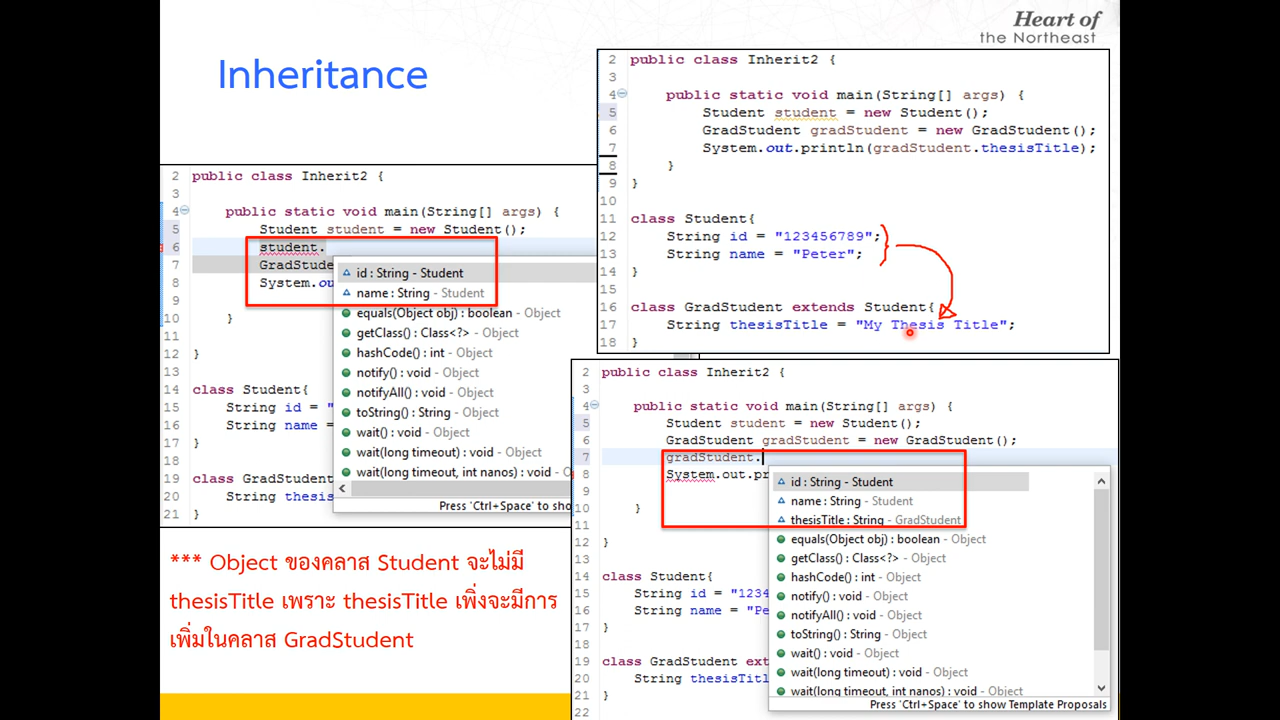 Heart of
the Northeast
Inheritance
2 public class Inherit2 {
3
4 public static void main(String[] args) {
5 Student student = new Student();
6 GradStudent gradStudent = new GradStudent();
7 System.out.println(gradStudent.thesisTitle);
8 }
9 }
10
11 class Student{
12 String id = "123456789";
13 String name = "Peter";
14 }
15
16 class GradStudent extends Student{
17 String thesisTitle = "My Thesis Title";
18 }
2 public class Inherit2 {
3
4 public static void main(String[] args) {
5 Student student = new Student();
6 student.
7 GradStude
8 System.ou
9
10 }
11
12 }
13
14 class Student{
15 String id = "
16 String name =
17 }
18
19 class GradStudent
20 String thesis
21 }
id : String - Student
name : String - Student
equals(Object obj) : boolean - Object
getClass() : Class<?> - Object
hashCode() : int - Object
notify() : void - Object
notifyAll() : void - Object
toString() : String - Object
wait() : void - Object
wait(long timeout) : void - Object
wait(long timeout, int nanos) : void - O
Press 'Ctrl+Space' to sho
2 public class Inherit2 {
3
4 public static void main(String[] args) {
5 Student student = new Student();
6 GradStudent gradStudent = new GradStudent();
7 gradStudent.
8 System.out.pr
9
10 }
11
12 }
13
14 class Student{
15 String id = "1234
16 String name = "Pe
17 }
18
19 class GradStudent ext
20 String thesisTitl
21 }
22
id : String - Student
name : String - Student
thesisTitle : String - GradStudent
equals(Object obj) : boolean - Object
getClass() : Class<?> - Object
hashCode() : int - Object
notify() : void - Object
notifyAll() : void - Object
toString() : String - Object
wait() : void - Object
wait(long timeout) : void - Object
wait(long timeout, int nanos) : void - Object
Press 'Ctrl+Space' to show Template Proposals
*** Object ของคลาส Student จะไม่มี
thesisTitle เพราะ thesisTitle เพิ่งจะมีการ
เพิ่มในคลาส GradStudent